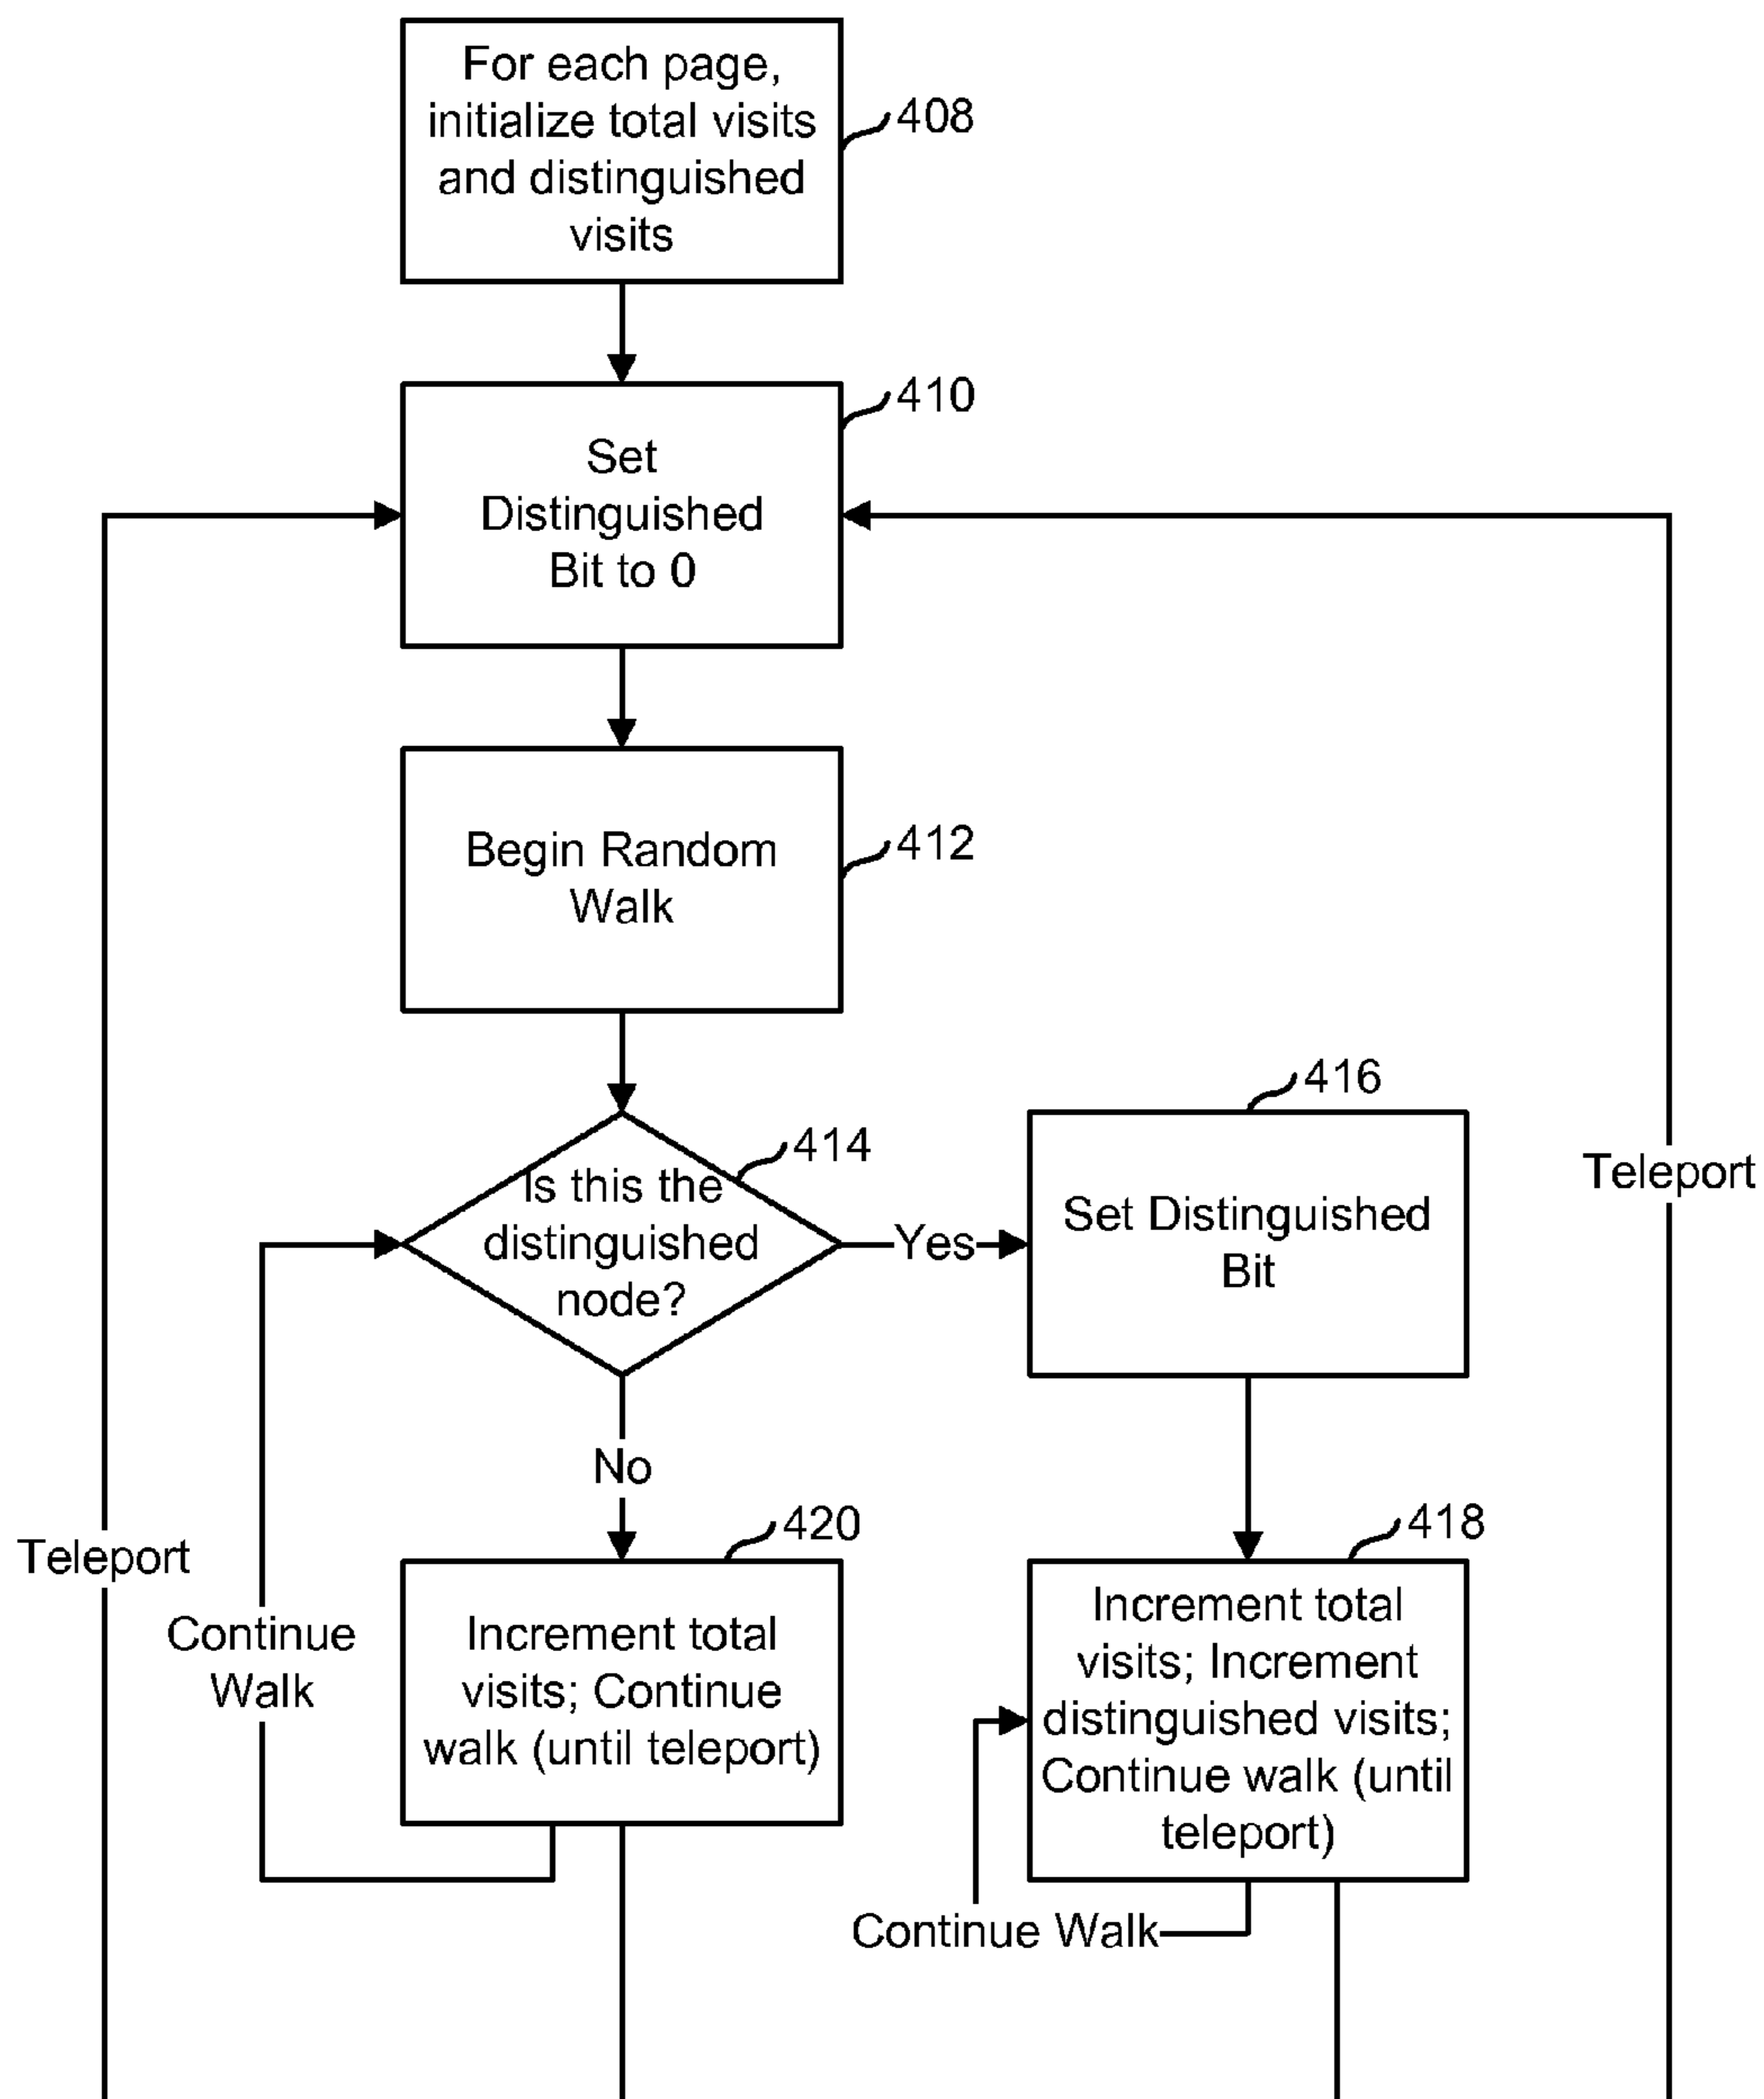 For each page,
initialize total visits
and distinguished
visits
408
410
Set
Distinguished
Bit to 0
Begin Random
Walk
412
416
414
Is this the
distinguished
node?
Yes
Set Distinguished
Bit
Teleport
No
420
418
Teleport
Continue
Walk
Increment total
visits; Continue
walk (until teleport)
Increment total
visits; Increment
distinguished visits;
Continue walk (until
teleport)
Continue Walk